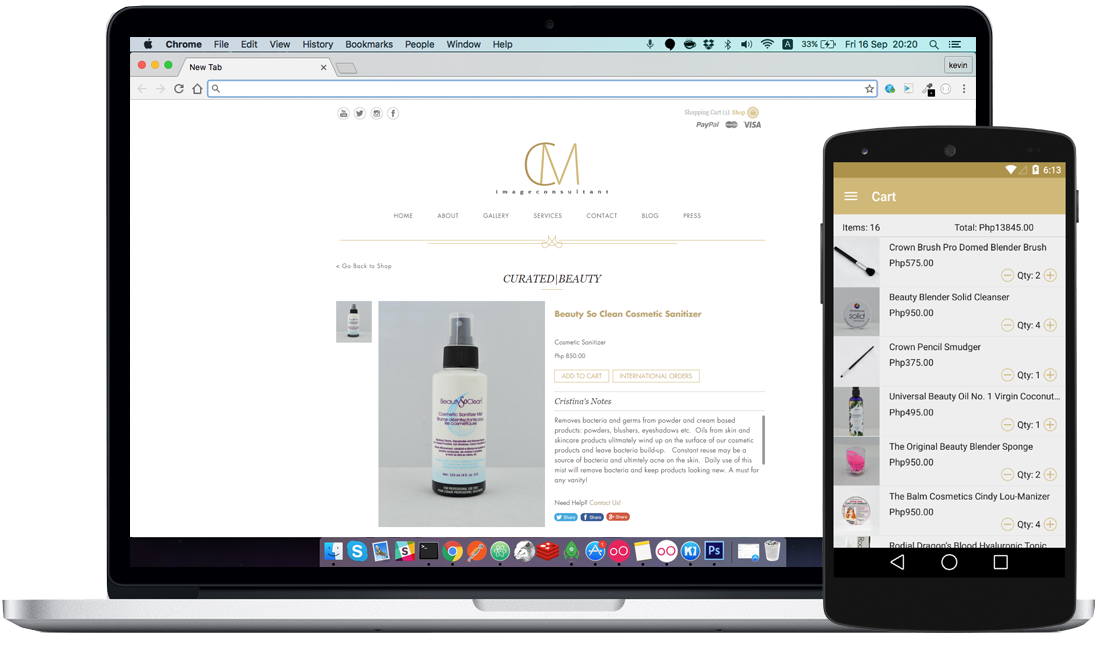 Chrome File Edit View History Bookmarks People Window Help
A 33% Fri 16 Sep 20:20
New Tab
kevin
Shopping Cart (1) Shop
PayPal VISA
CM
imageconsultant
HOME ABOUT GALLERY SERVICES CONTACT BLOG PRESS
< Go Back to Shop
CURATED|BEAUTY
Beauty So Clean Cosmetic Sanitizer
Cosmetic Sanitizer
Php 850.00
ADD TO CART INTERNATIONAL ORDERS
Cristina's Notes
Removes bacteria and germs from powder and cream based
products: powders, blushers, eyeshadows etc. Oils from skin and
skincare products ulitmately wind up on the surface of our cosmetic
products and leave bacteria build-up. Constant reuse may be a
source of bacteria and ultimtely acne on the skin. Daily use of this
mist will remove bacteria and keep products looking new. A must for
any vanity!
Need Help? Contact Us!
Share Share Share
BeautySoClean
Cosmetic Sanitizer Mist
Ps
6:13
Cart
Items: 16 Total: Php13845.00
Crown Brush Pro Domed Blender Brush
Php575.00
Qty: 2
Beauty Blender Solid Cleanser
Php950.00
Qty: 4
solid
Crown Pencil Smudger
Php375.00
Qty: 1
Universal Beauty Oil No. 1 Virgin Coconut...
Php495.00
Qty: 1
The Original Beauty Blender Sponge
Php950.00
Qty: 2
The Balm Cosmetics Cindy Lou-Manizer
Php950.00
Qty: 4
Rodial Dragon's Blood Hyaluronic Tonic